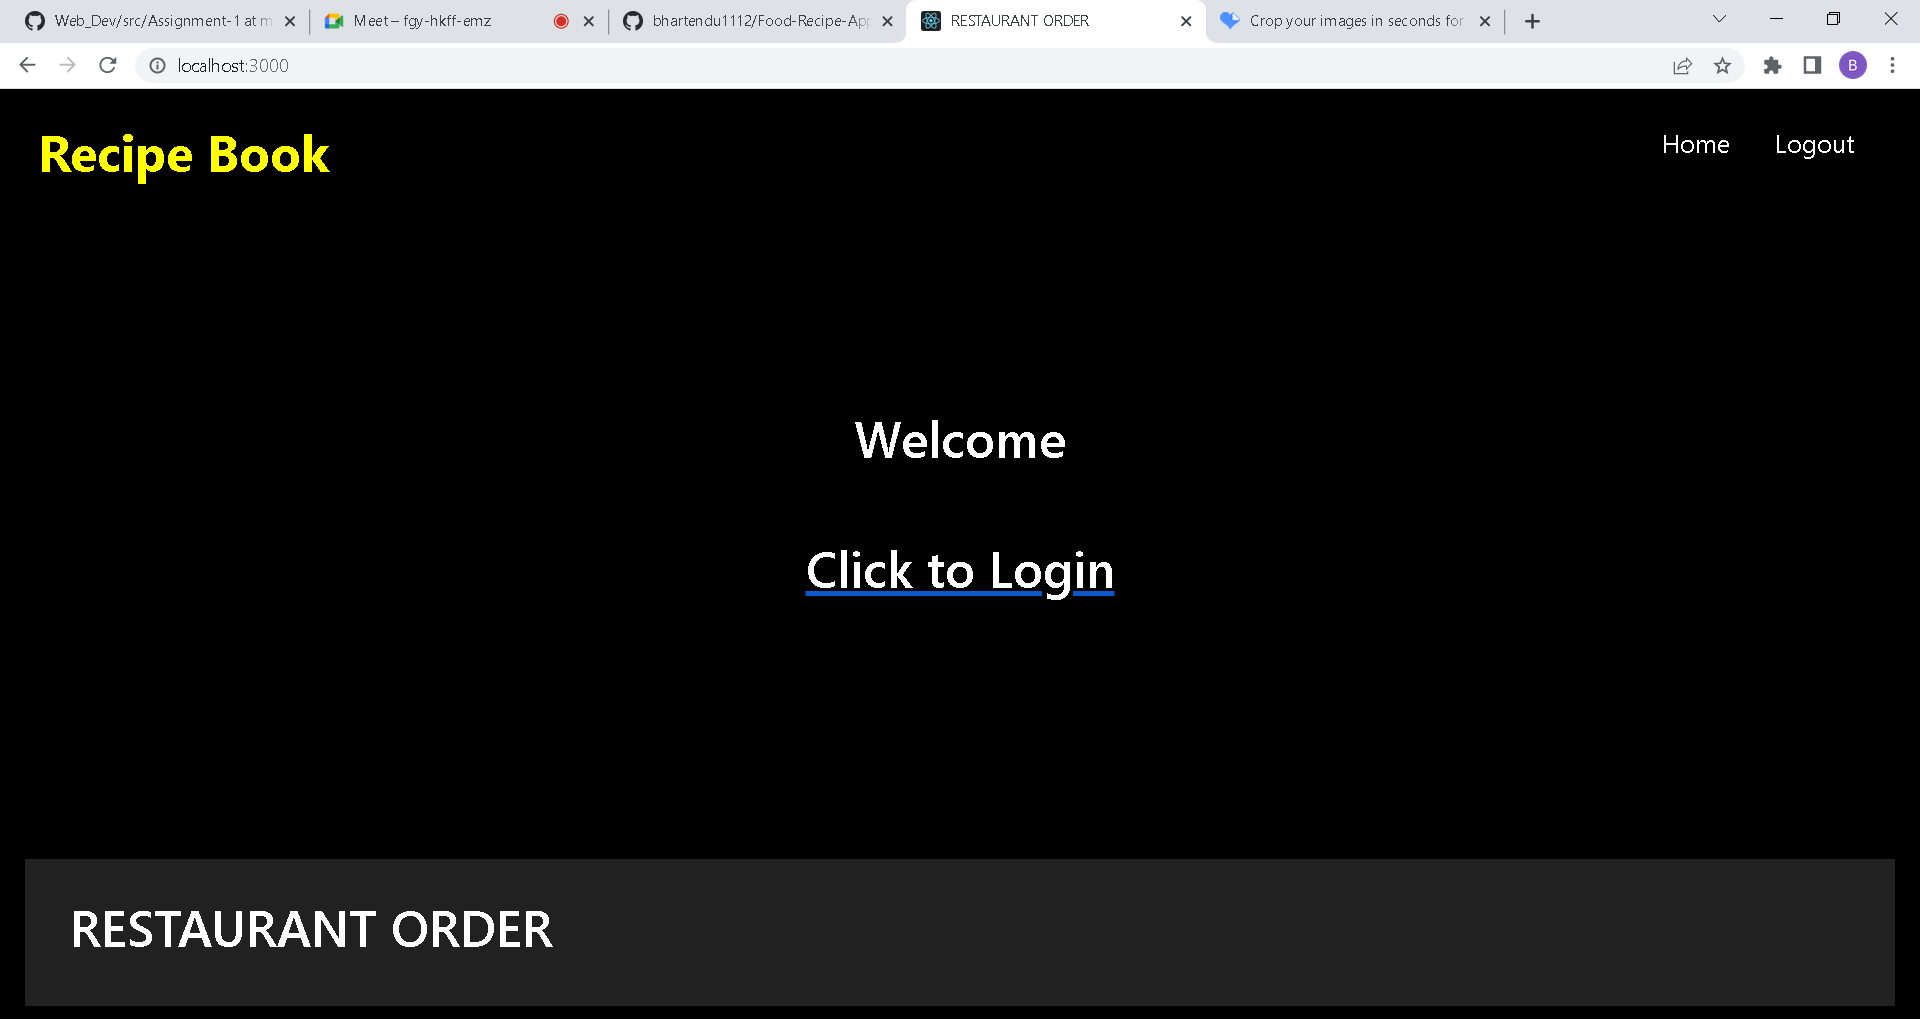 Web_Dev/src/Assignment-1 at m
Meet – fgy-hkff-emz
bhartendu1112/Food-Recipe-App
RESTAURANT ORDER
Crop your images in seconds for
localhost:3000
B
Recipe Book
Home
Logout
Welcome
Click to Login
RESTAURANT ORDER